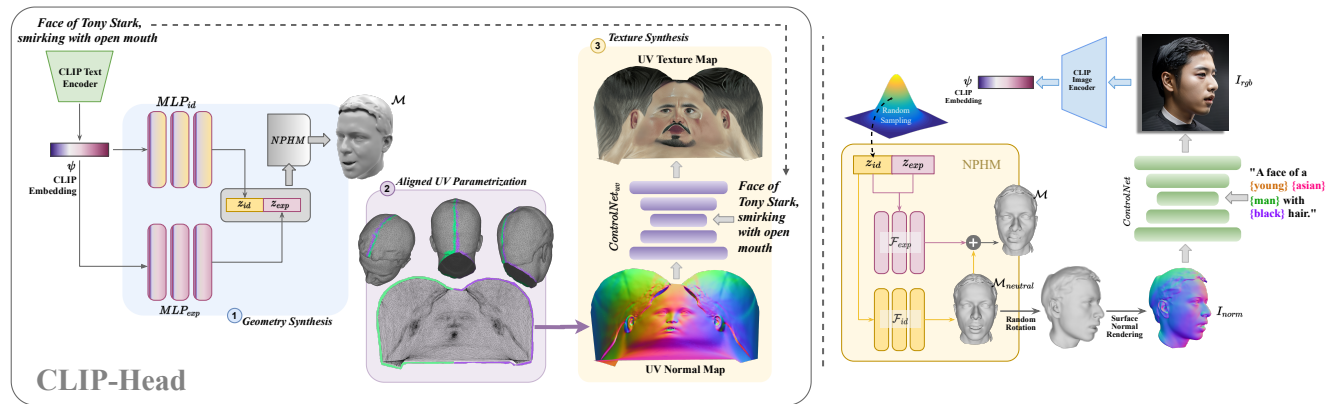 Face of Tony Stark,
smirking with open mouth
CLIP Text
Encoder
ψ
CLIP
Embedding
MLP_id
MLP_exp
NPHM
M
z_id z_exp
1 Geometry Synthesis
2 Aligned UV Parametrization
3 Texture Synthesis
UV Texture Map
ControlNet_uv
Face of
Tony Stark,
smirking
with open
mouth
UV Normal Map
CLIP-Head
ψ
CLIP
Embedding
CLIP
Image
Encoder
I_rgb
Random
Sampling
z_id z_exp
NPHM
M
F_exp
+
M_neutral
F_id
Random
Rotation
Surface
Normal
Rendering
I_norm
ControlNet
"A face of a
{young} {asian}
{man} with
{black} hair."